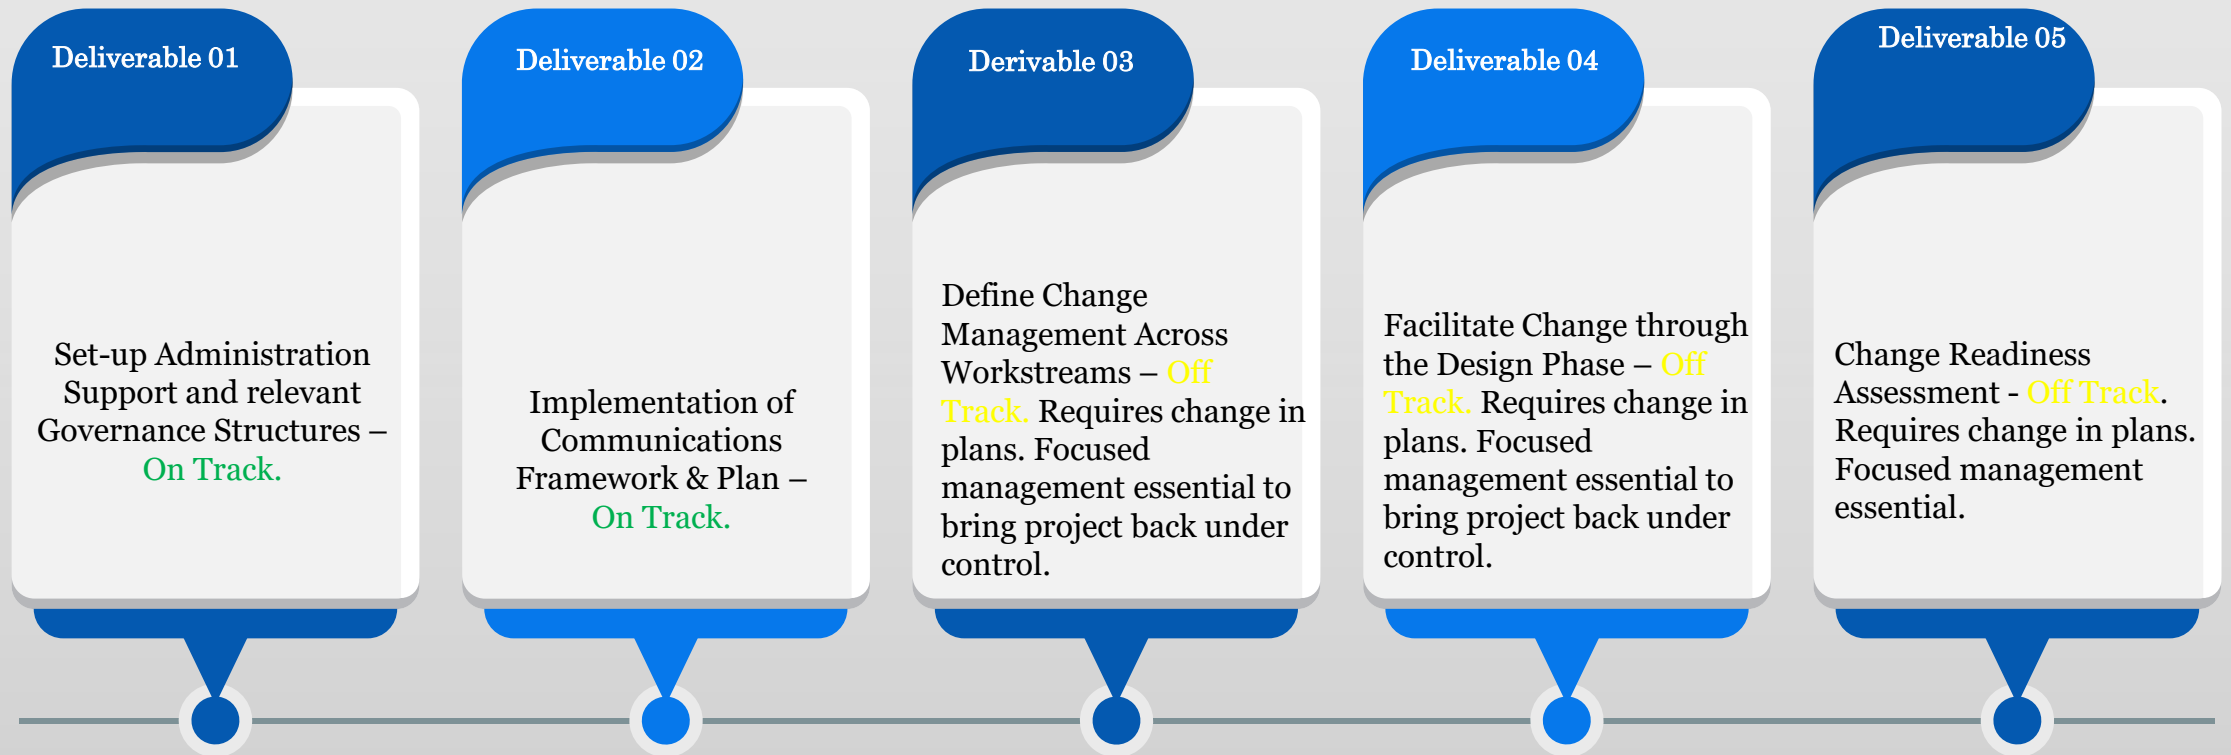 Deliverable 01
Set-up Administration
Support and relevant
Governance Structures –
On Track.
Deliverable 02
Implementation of
Communications
Framework & Plan –
On Track.
Derivable 03
Define Change
Management Across
Workstreams – Off
Track. Requires change in
plans. Focused
management essential to
bring project back under
control.
Deliverable 04
Facilitate Change through
the Design Phase – Off
Track. Requires change in
plans. Focused
management essential to
bring project back under
control.
Deliverable 05
Change Readiness
Assessment - Off Track.
Requires change in plans.
Focused management
essential.